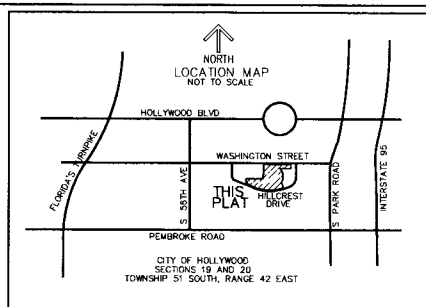 NORTH
LOCATION MAP
NOT TO SCALE
HOLLYWOOD BLVD
WASHINGTON STREET
FLORIDA'S TURNPIKE
S 56TH AVE
THIS
PLAT
HILLCREST
DRIVE
S PARK ROAD
INTERSTATE 95
PEMBROKE ROAD
CITY OF HOLLYWOOD
SECTIONS 19 AND 20
TOWNSHIP 51 SOUTH, RANGE 42 EAST